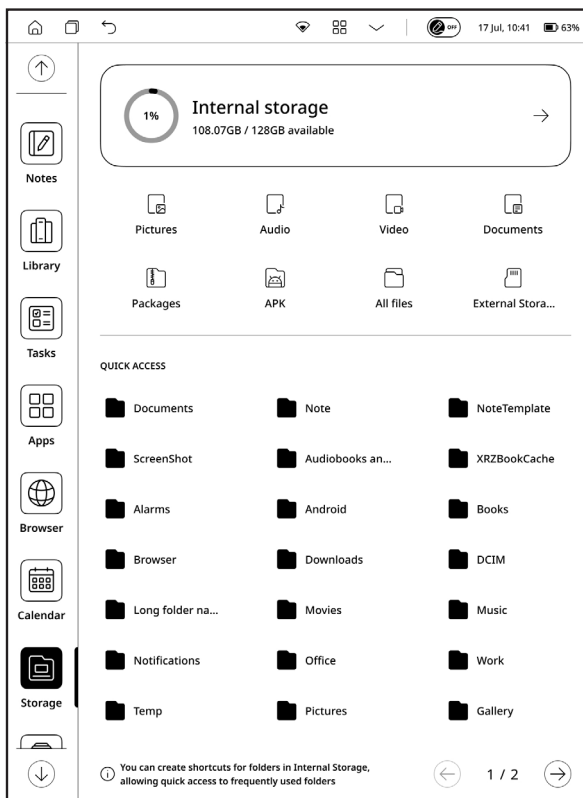 OFF
17 Jul, 10:41
63%
Notes
Library
Tasks
Apps
Browser
Calendar
Storage
1%
Internal storage
108.07GB / 128GB available
Pictures Audio Video Documents
Packages APK All files External Stora...
QUICK ACCESS
Documents Note NoteTemplate
ScreenShot Audiobooks an... XRZBookCache
Alarms Android Books
Browser Downloads DCIM
Long folder na... Movies Music
Notifications Office Work
Temp Pictures Gallery
You can create shortcuts for folders in Internal Storage,
allowing quick access to frequently used folders
1 / 2